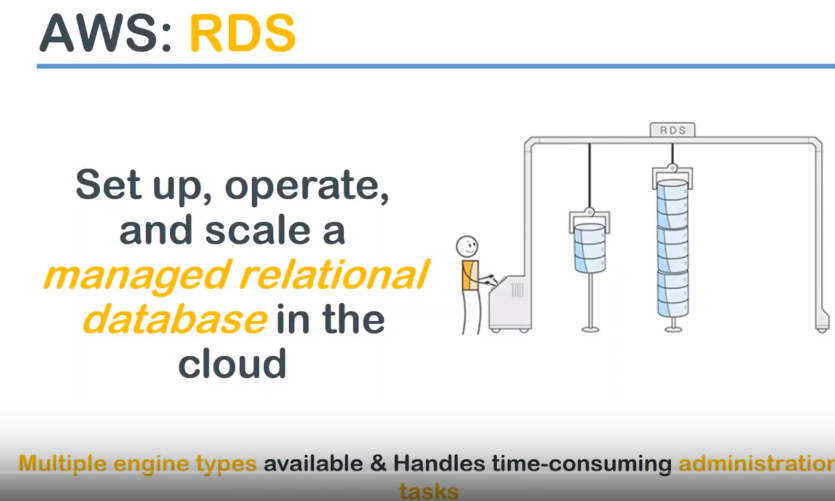 AWS: RDS
RDS
Set up, operate,
and scale a
managed relational
database in the
cloud
Multiple engine types available & Handles time-consuming administration
tasks